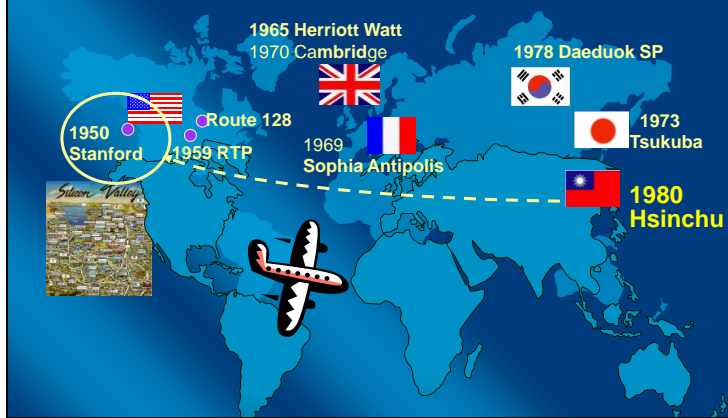 1965 Herriott Watt
1970 Cambridge
1978 Daeduok SP
Route 128
1950
Stanford
1959 RTP
1969
Sophia Antipolis
1973
Tsukuba
1980
Hsinchu
Silicon Valley